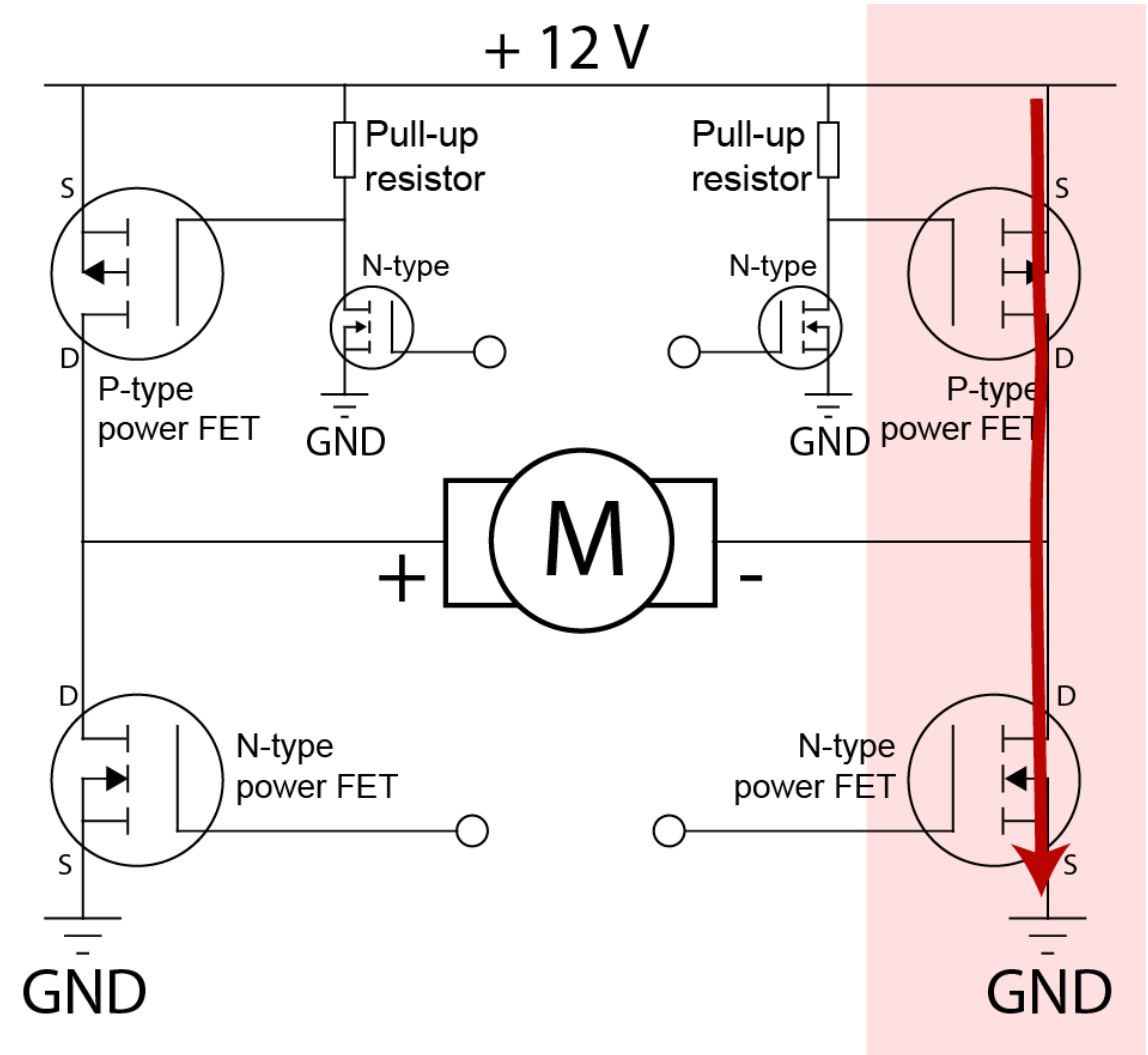 + 12 V
Pull-up
resistor
Pull-up
resistor
S
S
N-type
N-type
D
D
P-type
power FET
P-type
power FET
GND
GND
M
+
-
D
D
N-type
power FET
N-type
power FET
S
S
GND
GND